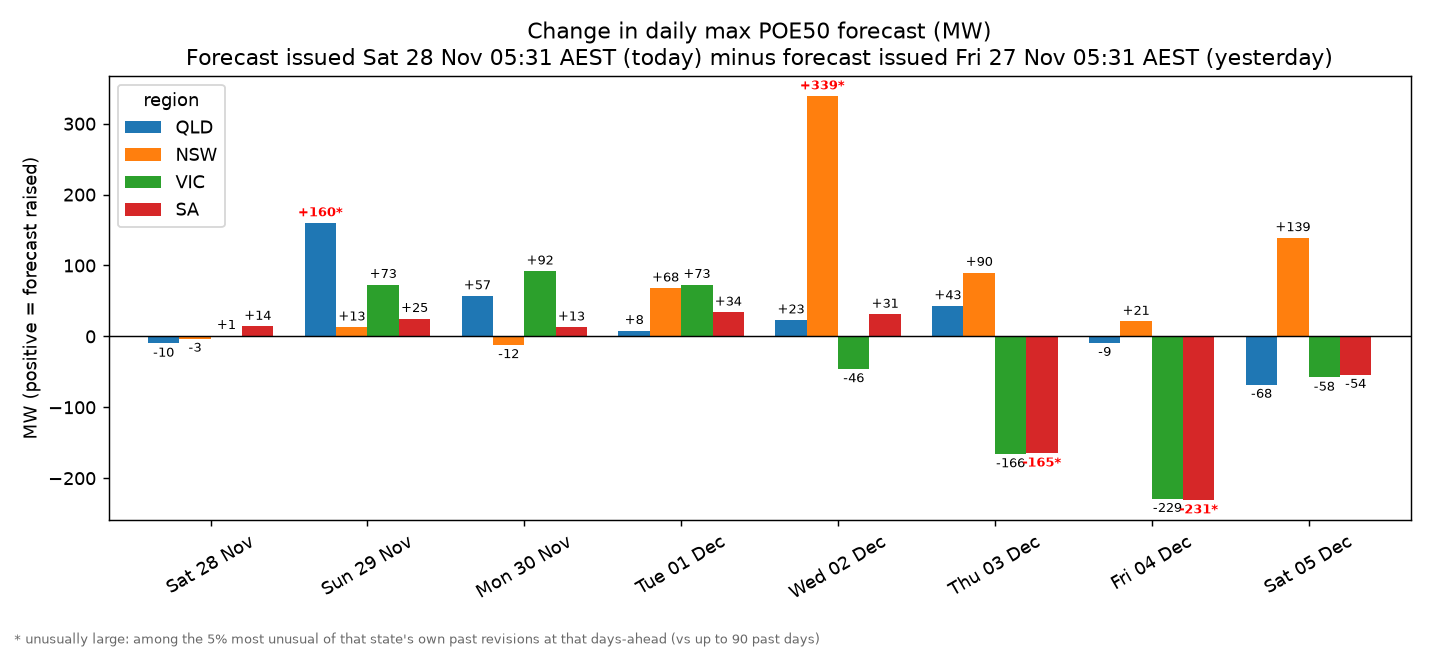 Change in daily max POE50 forecast (MW)
Forecast issued Sat 28 Nov 05:31 AEST (today) minus forecast issued Fri 27 Nov 05:31 AEST (yesterday)
MW (positive = forecast raised)
region
QLD
NSW
VIC
SA
300
200
100
0
−100
−200
-10 -3 +1 +14
+160* +13 +73 +25
+57 -12 +92 +13
+8 +68 +73 +34
+23 +339* -46 +31
+43 +90 -166 -165*
-9 +21 -229 -231*
-68 +139 -58 -54
Sat 28 Nov
Sun 29 Nov
Mon 30 Nov
Tue 01 Dec
Wed 02 Dec
Thu 03 Dec
Fri 04 Dec
Sat 05 Dec
* unusually large: among the 5% most unusual of that state's own past revisions at that days-ahead (vs up to 90 past days)